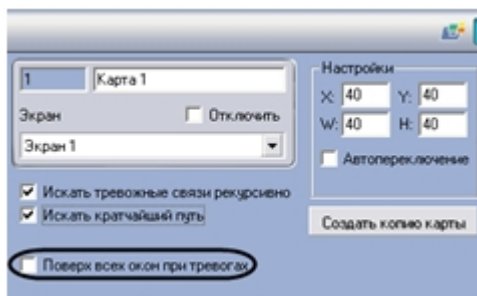 1 Карта 1
Экран Отключить
Экран 1
Искать тревожные связи рекурсивно
Искать кратчайший путь
Поверх всех окон при тревогах
Настройки
X: 40 Y: 40
W: 40 H: 40
Автопереключение
Создать копию карты